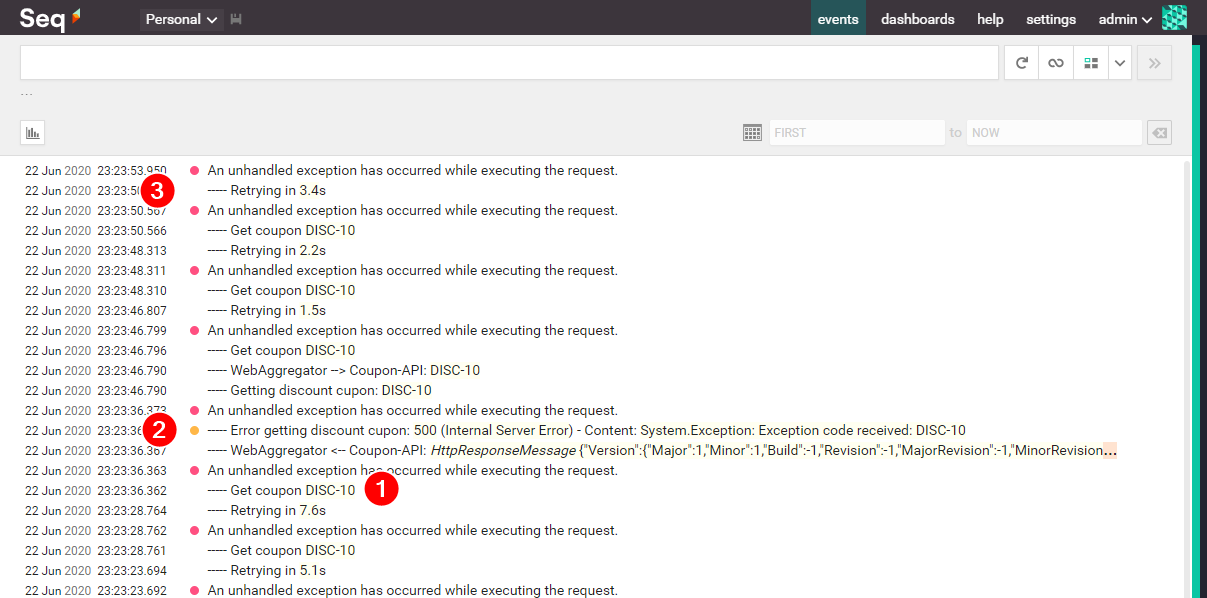 Seq Personal events dashboards help settings admin
...
FIRST to NOW
22 Jun 2020 23:23:53.950 An unhandled exception has occurred while executing the request.
22 Jun 2020 23:23:50 3 ----- Retrying in 3.4s
22 Jun 2020 23:23:50.567 An unhandled exception has occurred while executing the request.
22 Jun 2020 23:23:50.566 ----- Get coupon DISC-10
22 Jun 2020 23:23:48.313 ----- Retrying in 2.2s
22 Jun 2020 23:23:48.311 An unhandled exception has occurred while executing the request.
22 Jun 2020 23:23:48.310 ----- Get coupon DISC-10
22 Jun 2020 23:23:46.807 ----- Retrying in 1.5s
22 Jun 2020 23:23:46.799 An unhandled exception has occurred while executing the request.
22 Jun 2020 23:23:46.796 ----- Get coupon DISC-10
22 Jun 2020 23:23:46.790 ----- WebAggregator --> Coupon-API: DISC-10
22 Jun 2020 23:23:46.790 ----- Getting discount cupon: DISC-10
22 Jun 2020 23:23:36.373 An unhandled exception has occurred while executing the request.
22 Jun 2020 23:23:36 2 ----- Error getting discount cupon: 500 (Internal Server Error) - Content: System.Exception: Exception code received: DISC-10
22 Jun 2020 23:23:36.367 ----- WebAggregator <-- Coupon-API: HttpResponseMessage {"Version":{"Major":1,"Minor":1,"Build":-1,"Revision":-1,"MajorRevision":-1,"MinorRevision...
22 Jun 2020 23:23:36.363 An unhandled exception has occurred while executing the request.
22 Jun 2020 23:23:36.362 ----- Get coupon DISC-10 1
22 Jun 2020 23:23:28.764 ----- Retrying in 7.6s
22 Jun 2020 23:23:28.762 An unhandled exception has occurred while executing the request.
22 Jun 2020 23:23:28.761 ----- Get coupon DISC-10
22 Jun 2020 23:23:23.694 ----- Retrying in 5.1s
22 Jun 2020 23:23:23.692 An unhandled exception has occurred while executing the request.